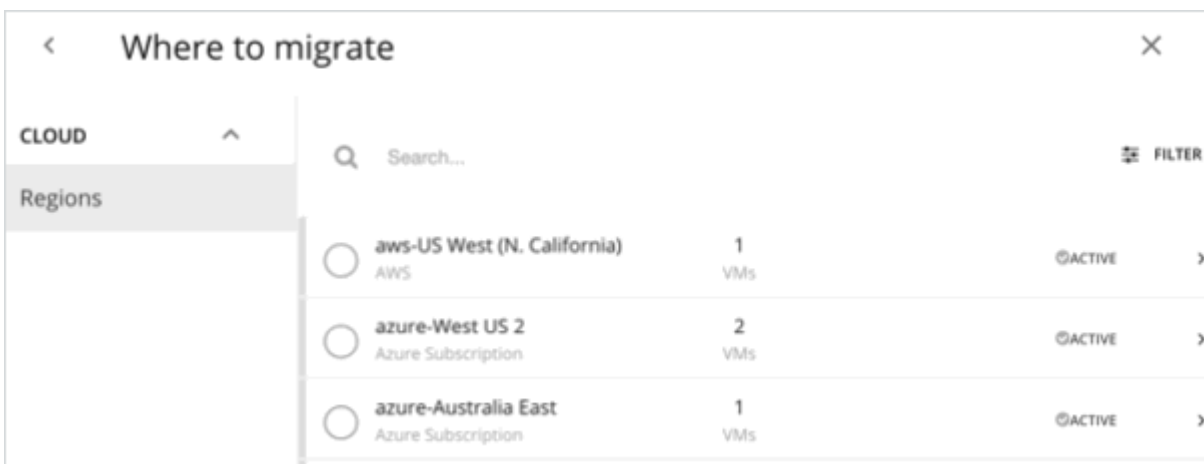 Where to migrate
CLOUD
Regions
Search...
FILTER
aws-US West (N. California)
AWS
1
VMs
ACTIVE
azure-West US 2
Azure Subscription
2
VMs
ACTIVE
azure-Australia East
Azure Subscription
1
VMs
ACTIVE